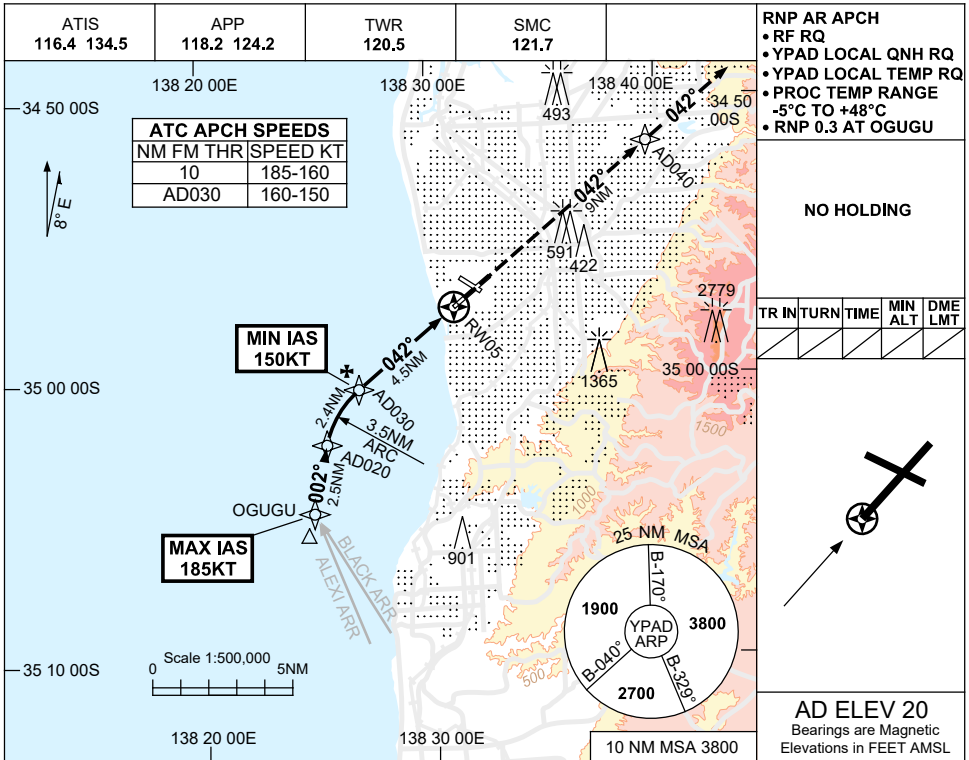 ATIS
116.4 134.5
APP
118.2 124.2
TWR
120.5
SMC
121.7
RNP AR APCH
• RF RQ
• YPAD LOCAL QNH RQ
• YPAD LOCAL TEMP RQ
• PROC TEMP RANGE
-5°C TO +48°C
• RNP 0.3 AT OGUGU
138 20 00E
138 30 00E
138 40 00E
34 50 00S
34 50
00S
ATC APCH SPEEDS
NM FM THR SPEED KT
10 185-160
AD030 160-150
8° E
493
042°
AD040
042°
9NM
591
422
NO HOLDING
2779
TR IN TURN TIME MIN ALT DME LMT
RW05
MIN IAS
150KT
042°
4.5NM
1365
35 00 00S
35 00 00S
AD030
2.4NM
3.5NM
ARC
1500
AD020
002°
2.5NM
OGUGU
1000
MAX IAS
185KT
BLACK ARR
ALEXI ARR
901
25 NM MSA
B-170°
1900
3800
YPAD
ARP
B-040°
B-329°
2700
500
35 10 00S
Scale 1:500,000
0 5NM
138 20 00E
138 30 00E
10 NM MSA 3800
AD ELEV 20
Bearings are Magnetic
Elevations in FEET AMSL